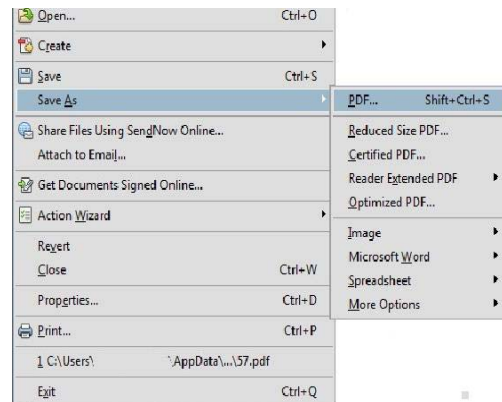 Open... Ctrl+O
Create
Save Ctrl+S
Save As
Share Files Using SendNow Online...
Attach to Email...
Get Documents Signed Online...
Action Wizard
Revert
Close Ctrl+W
Properties... Ctrl+D
Print... Ctrl+P
1 C:\Users\ \AppData\...\57.pdf
Exit Ctrl+Q
PDF... Shift+Ctrl+S
Reduced Size PDF...
Certified PDF...
Reader Extended PDF
Optimized PDF...
Image
Microsoft Word
Spreadsheet
More Options